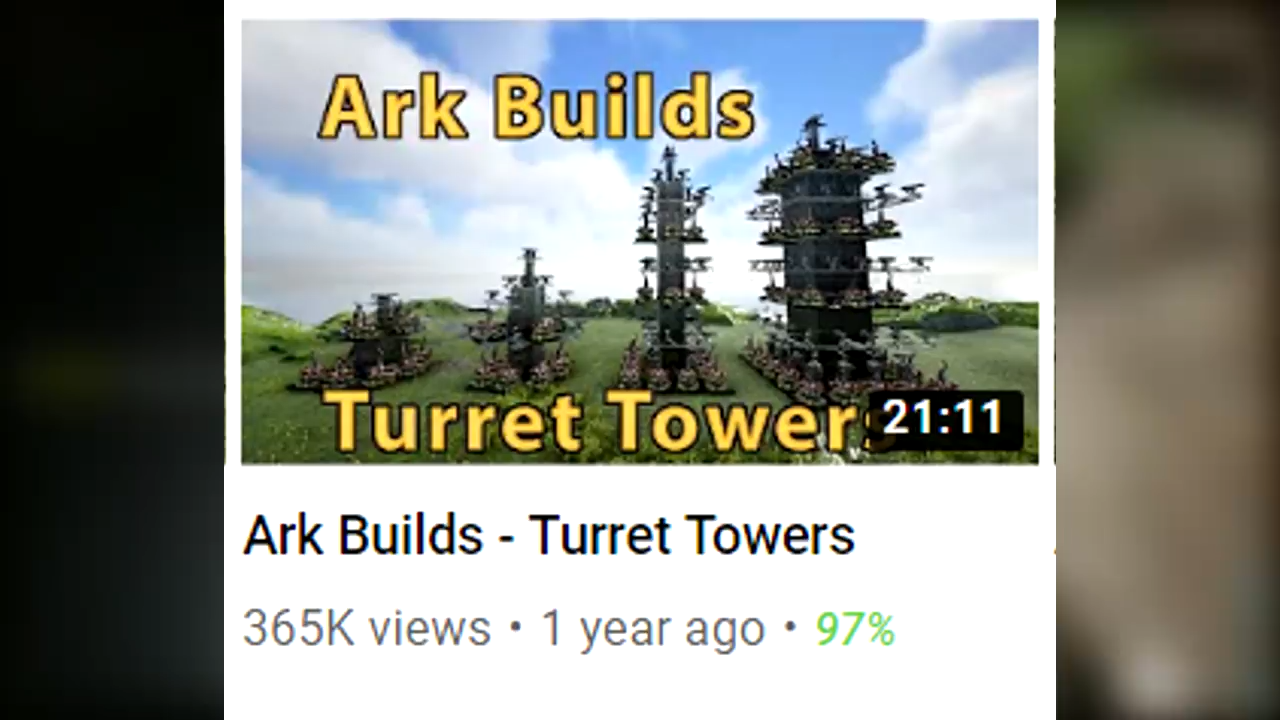 Ark Builds
Turret Towers
21:11
Ark Builds - Turret Towers
365K views • 1 year ago • 97%